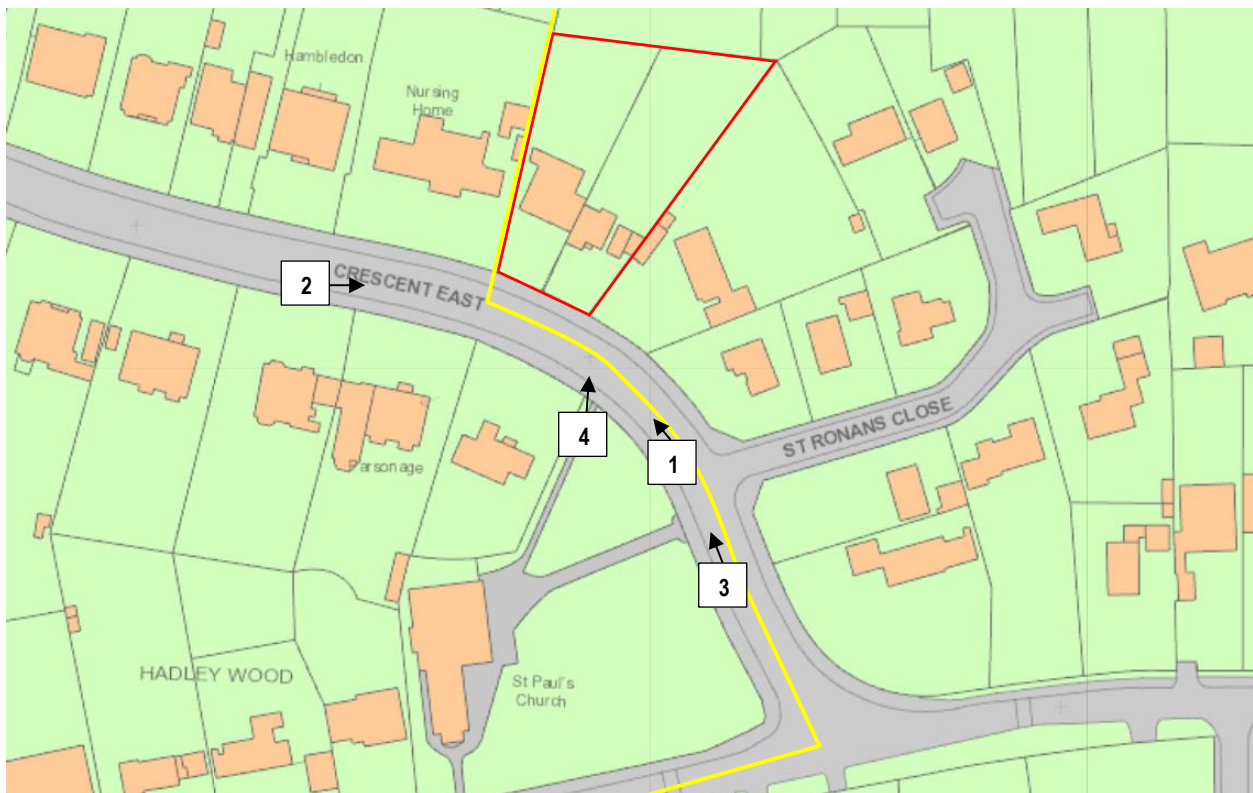 Hambledon
Nursing
Home
2
CRESCENT EAST
4
1
ST RONANS CLOSE
Parsonage
3
HADLEY WOOD
St Paul's
Church